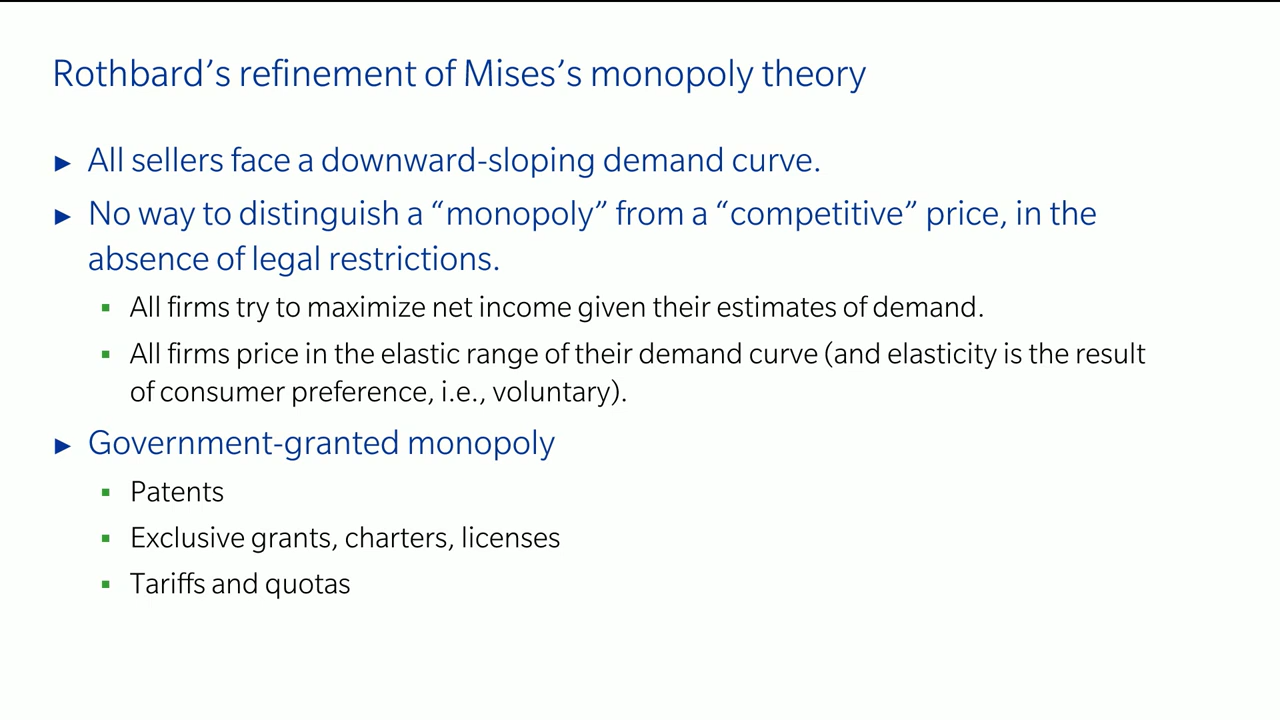 Rothbard’s refinement of Mises’s monopoly theory
► All sellers face a downward-sloping demand curve.
► No way to distinguish a “monopoly” from a “competitive” price, in the
absence of legal restrictions.
▪ All firms try to maximize net income given their estimates of demand.
▪ All firms price in the elastic range of their demand curve (and elasticity is the result
of consumer preference, i.e., voluntary).
► Government-granted monopoly
▪ Patents
▪ Exclusive grants, charters, licenses
▪ Tariffs and quotas